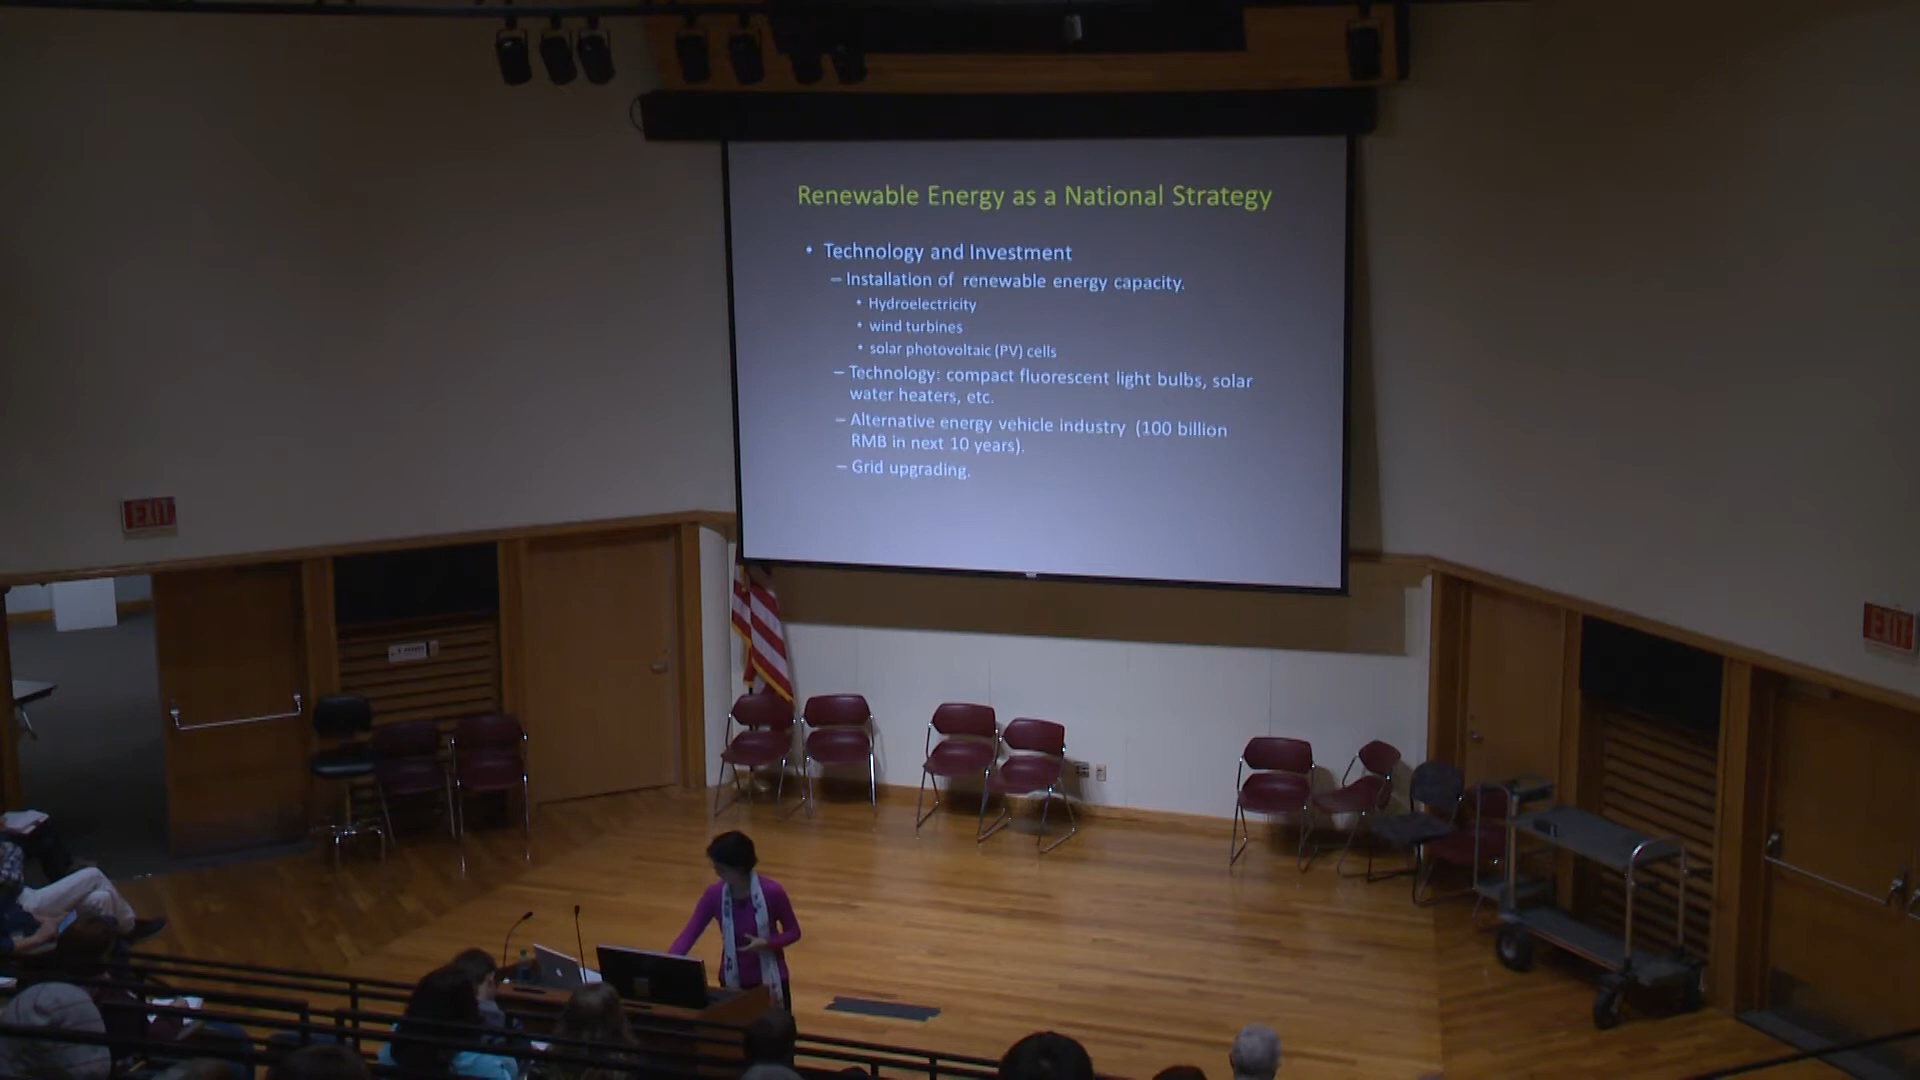 Renewable Energy as a National Strategy
• Technology and Investment
– Installation of renewable energy capacity.
• Hydroelectricity
• wind turbines
• solar photovoltaic (PV) cells
– Technology: compact fluorescent light bulbs, solar
water heaters, etc.
– Alternative energy vehicle industry (100 billion
RMB in next 10 years).
– Grid upgrading.
EXIT
EXIT